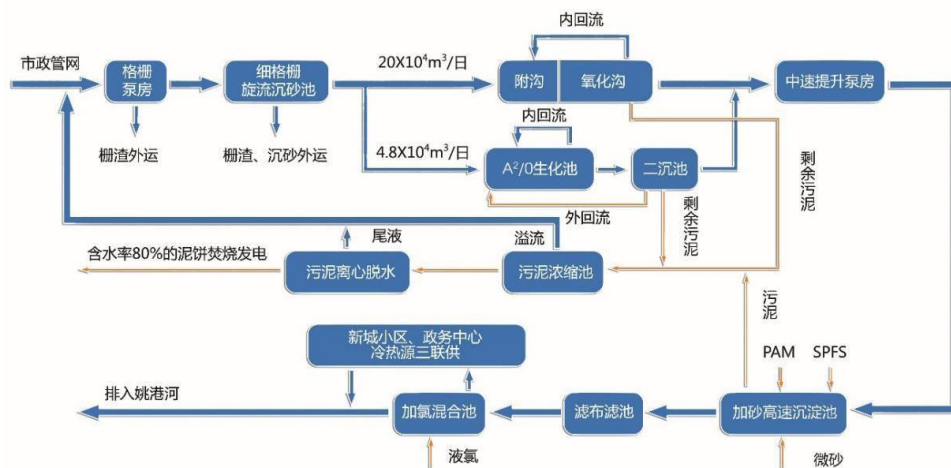 内回流
市政管网
格栅
泵房
细格栅
旋流沉砂池
20X10⁴m³/日
附沟
氧化沟
中速提升泵房
栅渣外运
栅渣、沉砂外运
内回流
4.8X10⁴m³/日
A²/0生化池
二沉池
剩余污泥
外回流
剩余污泥
尾液
溢流
含水率80%的泥饼焚烧发电
污泥离心脱水
污泥浓缩池
污泥
新城小区、政务中心
冷热源三联供
PAM
SPFS
排入姚港河
加氯混合池
滤布滤池
加砂高速沉淀池
液氯
微砂